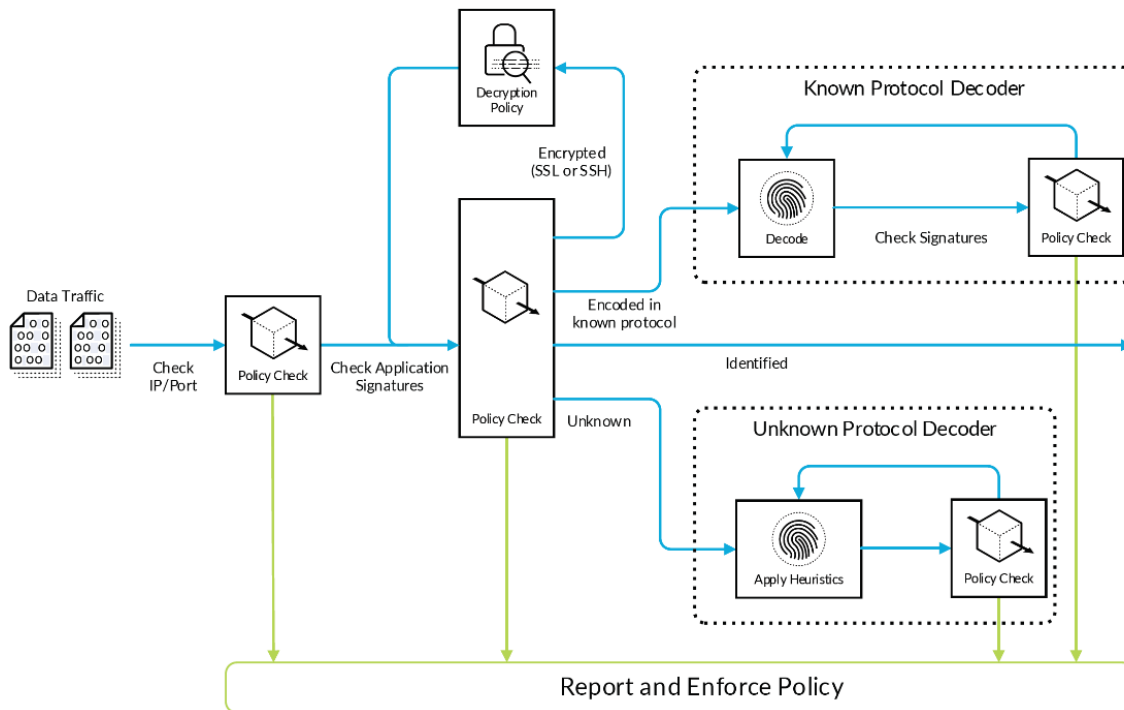 Decryption
Policy
Known Protocol Decoder
Encrypted
(SSL or SSH)
Decode
Check Signatures
Policy Check
Data Traffic
Check
IP/Port
Policy Check
Check Application
Signatures
Policy Check
Encoded in
known protocol
Identified
Unknown
Unknown Protocol Decoder
Apply Heuristics
Policy Check
Report and Enforce Policy